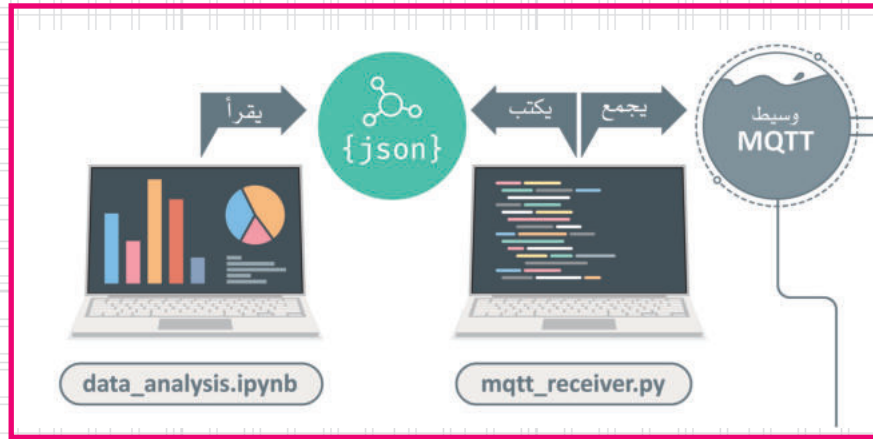 يجمع
يكتب
يقرأ
وسيط
MQTT
{json}
mqtt_receiver.py
data_analysis.ipynb